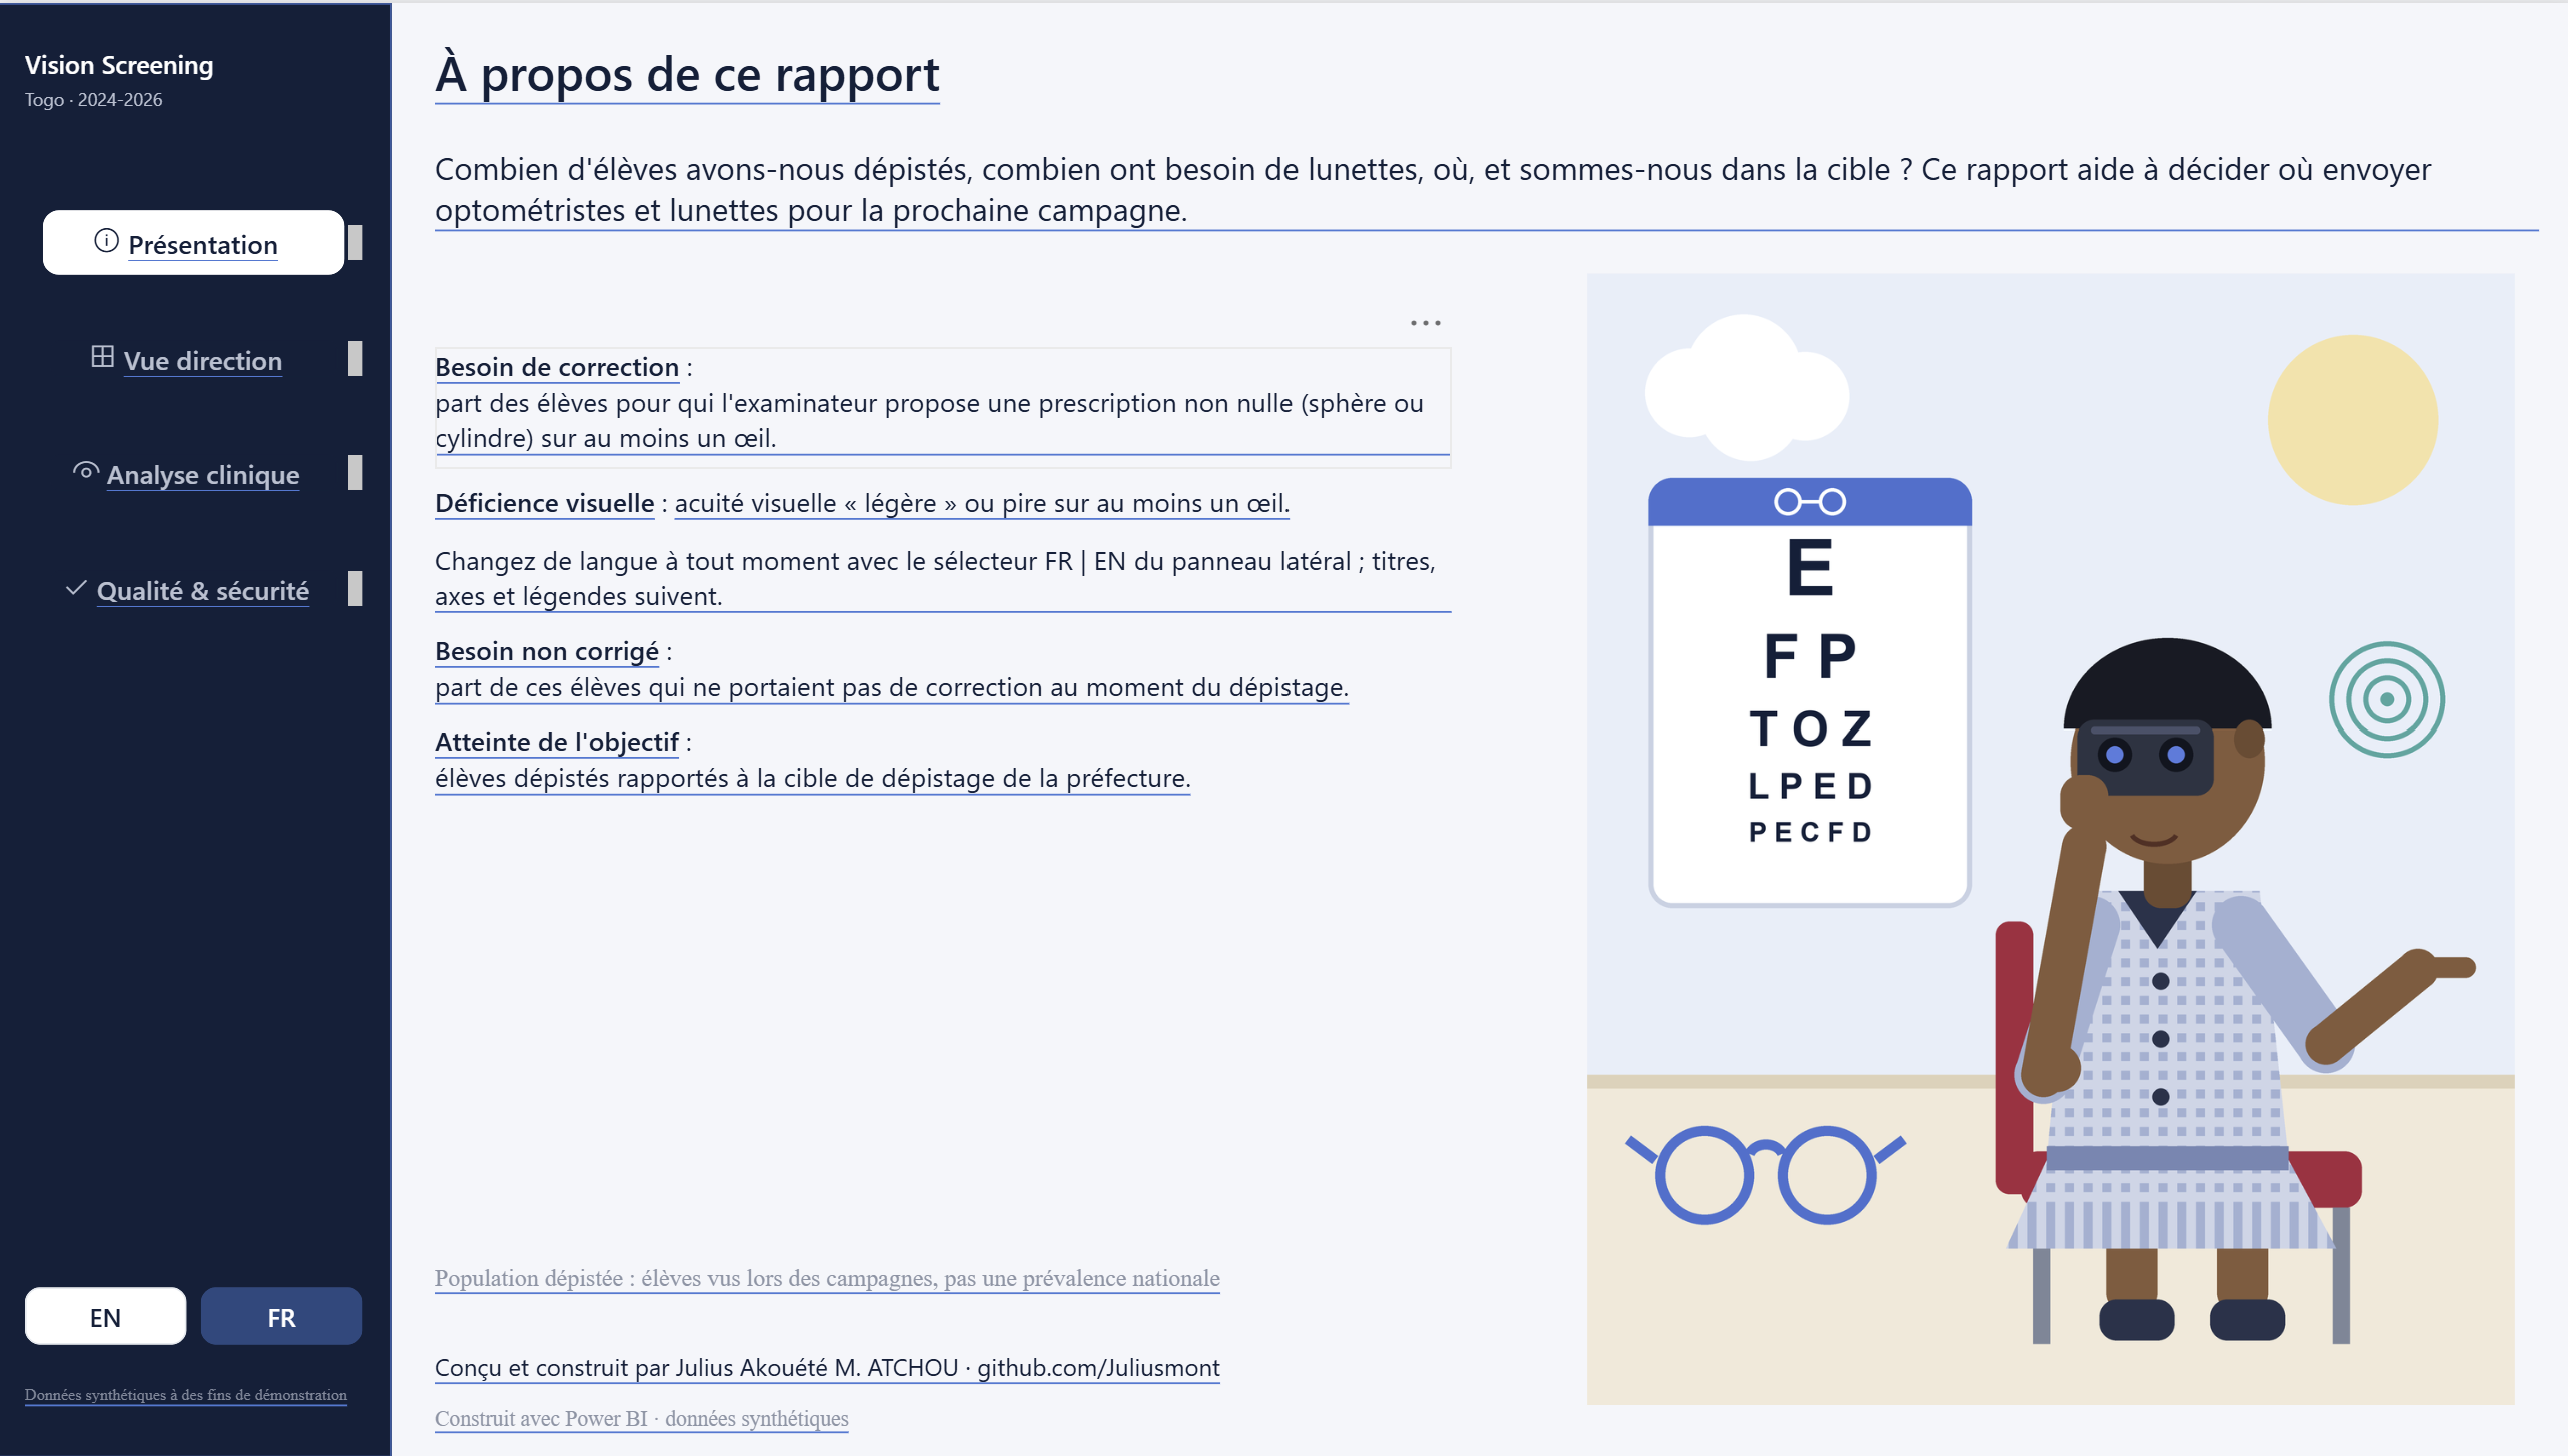 Vision Screening
Togo · 2024-2026
Présentation
Vue direction
Analyse clinique
Qualité & sécurité
EN
FR
Données synthétiques à des fins de démonstration
À propos de ce rapport
Combien d'élèves avons-nous dépistés, combien ont besoin de lunettes, où, et sommes-nous dans la cible ? Ce rapport aide à décider où envoyer
optométristes et lunettes pour la prochaine campagne.
Besoin de correction :
part des élèves pour qui l'examinateur propose une prescription non nulle (sphère ou
cylindre) sur au moins un œil.
Déficience visuelle : acuité visuelle « légère » ou pire sur au moins un œil.
Changez de langue à tout moment avec le sélecteur FR | EN du panneau latéral ; titres,
axes et légendes suivent.
Besoin non corrigé :
part de ces élèves qui ne portaient pas de correction au moment du dépistage.
Atteinte de l'objectif :
élèves dépistés rapportés à la cible de dépistage de la préfecture.
Population dépistée : élèves vus lors des campagnes, pas une prévalence nationale
Conçu et construit par Julius Akouété M. ATCHOU · github.com/Juliusmont
Construit avec Power BI · données synthétiques
E
F P
T O Z
L P E D
P E C F D